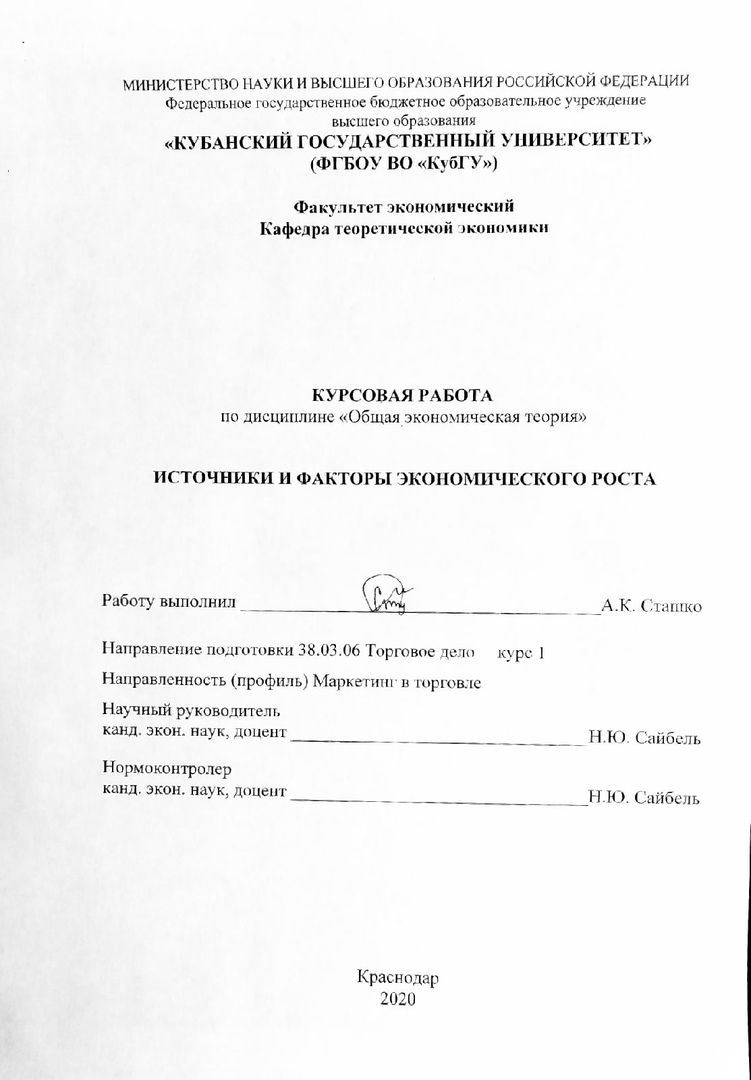 МИНИСТЕРСТВО НАУКИ И ВЫСШЕГО ОБРАЗОВАНИЯ РОССИЙСКОЙ ФЕДЕРАЦИИ
Федеральное государственное бюджетное образовательное учреждение
высшего образования
«КУБАНСКИЙ ГОСУДАРСТВЕННЫЙ УНИВЕРСИТЕТ»
(ФГБОУ ВО «КубГУ»)
Факультет экономический
Кафедра теоретической экономики
КУРСОВАЯ РАБОТА
по дисциплине «Общая экономическая теория»
ИСТОЧНИКИ И ФАКТОРЫ ЭКОНОМИЧЕСКОГО РОСТА
Работу выполнил А.К. Сташко
Направление подготовки 38.03.06 Торговое дело курс 1
Направленность (профиль) Маркетинг в торговле
Научный руководитель
канд. экон. наук, доцент Н.Ю. Сайбель
Нормоконтролер
канд. экон. наук, доцент Н.Ю. Сайбель
Краснодар
2020